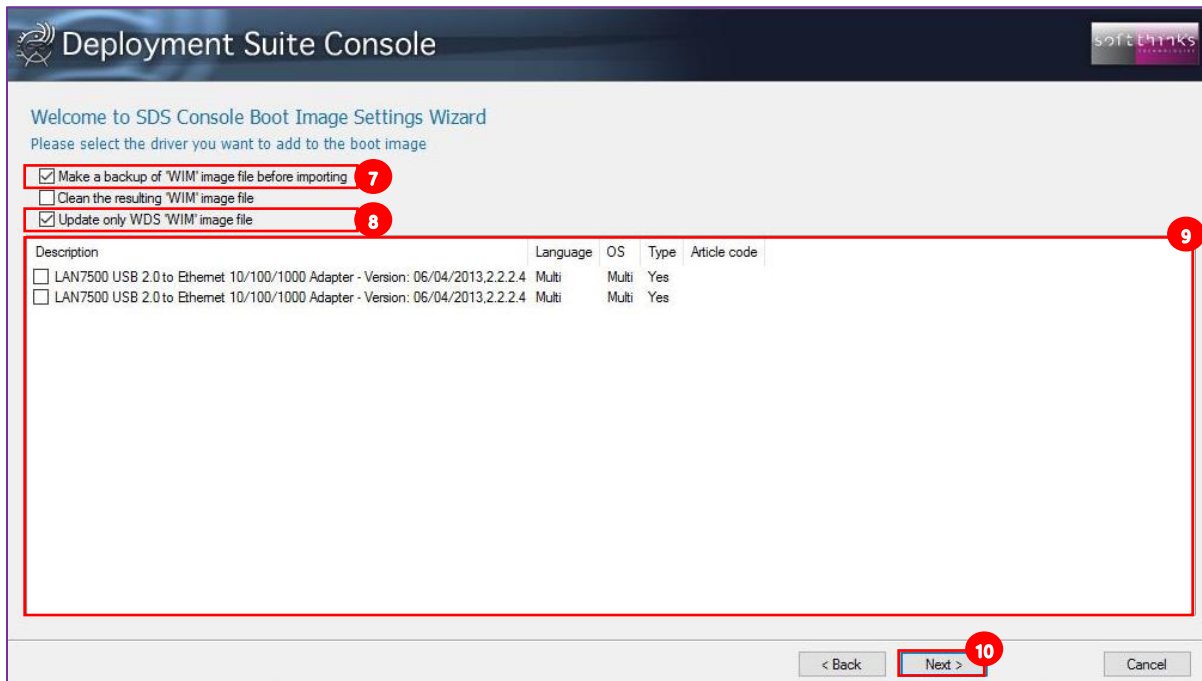 Deployment Suite Console
softthinks
TECHNOLOGIES
Welcome to SDS Console Boot Image Settings Wizard
Please select the driver you want to add to the boot image
Make a backup of 'WIM' image file before importing 7
Clean the resulting 'WIM' image file
Update only WDS 'WIM' image file 8
9
Description Language OS Type Article code
LAN7500 USB 2.0 to Ethernet 10/100/1000 Adapter - Version: 06/04/2013,2.2.2.4 Multi Multi Yes
LAN7500 USB 2.0 to Ethernet 10/100/1000 Adapter - Version: 06/04/2013,2.2.2.4 Multi Multi Yes
10
< Back Next > Cancel